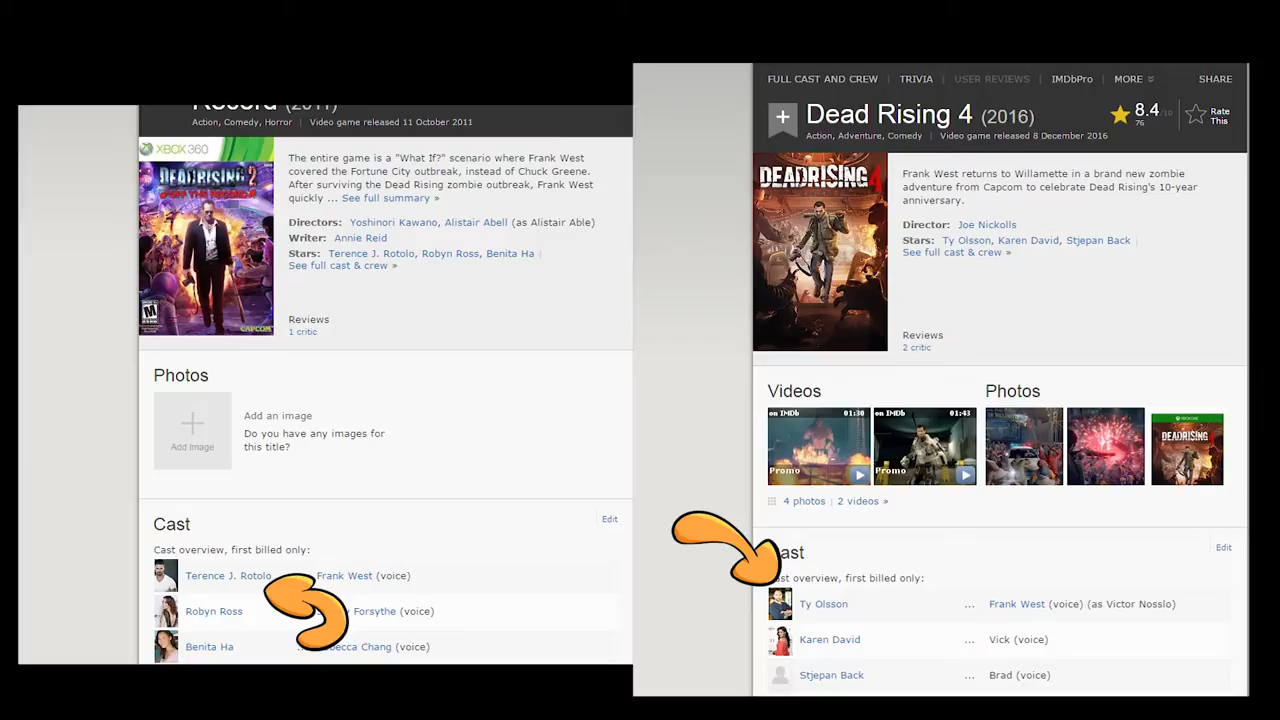 Record (2011)
Action, Comedy, Horror | Video game released 11 October 2011
XBOX 360
DEADRISING 2
OFF THE RECORD
M
CAPCOM
The entire game is a "What If?" scenario where Frank West
covered the Fortune City outbreak, instead of Chuck Greene.
After surviving the Dead Rising zombie outbreak, Frank West
quickly ... See full summary »
Directors: Yoshinori Kawano, Alistair Abell (as Alistair Able)
Writer: Annie Reid
Stars: Terence J. Rotolo, Robyn Ross, Benita Ha |
See full cast & crew »
Reviews
1 critic
Photos
Add Image
Add an image
Do you have any images for
this title?
Cast
Edit
Cast overview, first billed only:
Terence J. Rotolo Frank West (voice)
Robyn Ross Forsythe (voice)
Benita Ha Chang (voice)
FULL CAST AND CREW | TRIVIA | USER REVIEWS | IMDbPro | MORE | SHARE
+ Dead Rising 4 (2016)
8.4/10
76
Rate
This
Action, Adventure, Comedy | Video game released 8 December 2016
DEADRISING 4
Frank West returns to Willamette in a brand new zombie
adventure from Capcom to celebrate Dead Rising's 10-year
anniversary.
Director: Joe Nickolls
Stars: Ty Olsson, Karen David, Stjepan Back |
See full cast & crew »
Reviews
2 critic
Videos
Photos
on IMDb 01:30
Promo
on IMDb 01:43
Promo
DEADRISING
4 photos | 2 videos »
Edit
overview, first billed only:
Ty Olsson ... Frank West (voice) (as Victor Nosslo)
Karen David ... Vick (voice)
Stjepan Back ... Brad (voice)